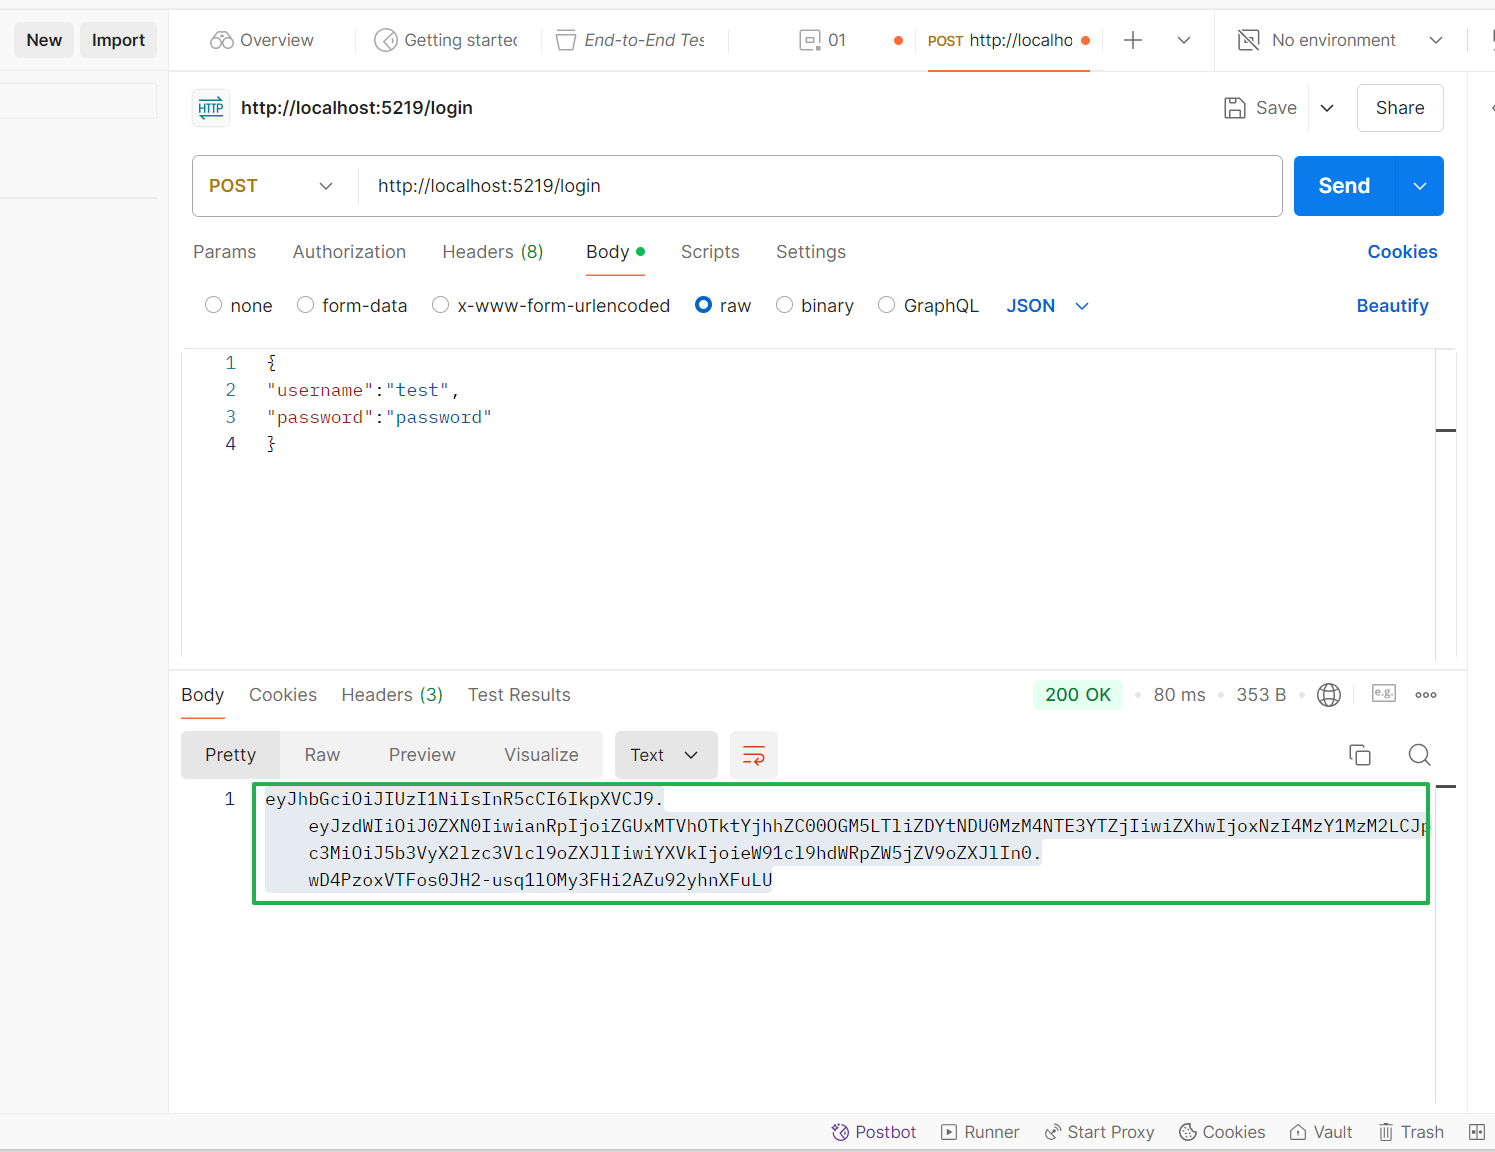 New Import Overview Getting started End-to-End Tes 01 POST http://localho No environment
HTTP http://localhost:5219/login Save Share
POST http://localhost:5219/login Send
Params Authorization Headers (8) Body Scripts Settings Cookies
none form-data x-www-form-urlencoded raw binary GraphQL JSON Beautify
1 {
2 "username":"test",
3 "password":"password"
4 }
Body Cookies Headers (3) Test Results 200 OK 80 ms 353 B e.g.
Pretty Raw Preview Visualize Text
1 eyJhbGciOiJIUzI1NiIsInR5cCI6IkpXVCJ9.
eyJzdWIiOiJ0ZXN0IiwianRpIjoiZGUxMTVhOTktYjhhZC00OGM5LTliZDYtNDU0MzM4NTE3YTZjIiwiZXhwIjoxNzI4MzY1MzM2LCJp
c3MiOiJ5b3VyX2lzc3Vlcl9oZXJlIiwiYXVkIjoieW91cl9hdWRpZW5jZV9oZXJlIn0.
wD4PzoxVTFos0JH2-usq1lOMy3FHi2AZu92yhnXFuLU
Postbot Runner Start Proxy Cookies Vault Trash